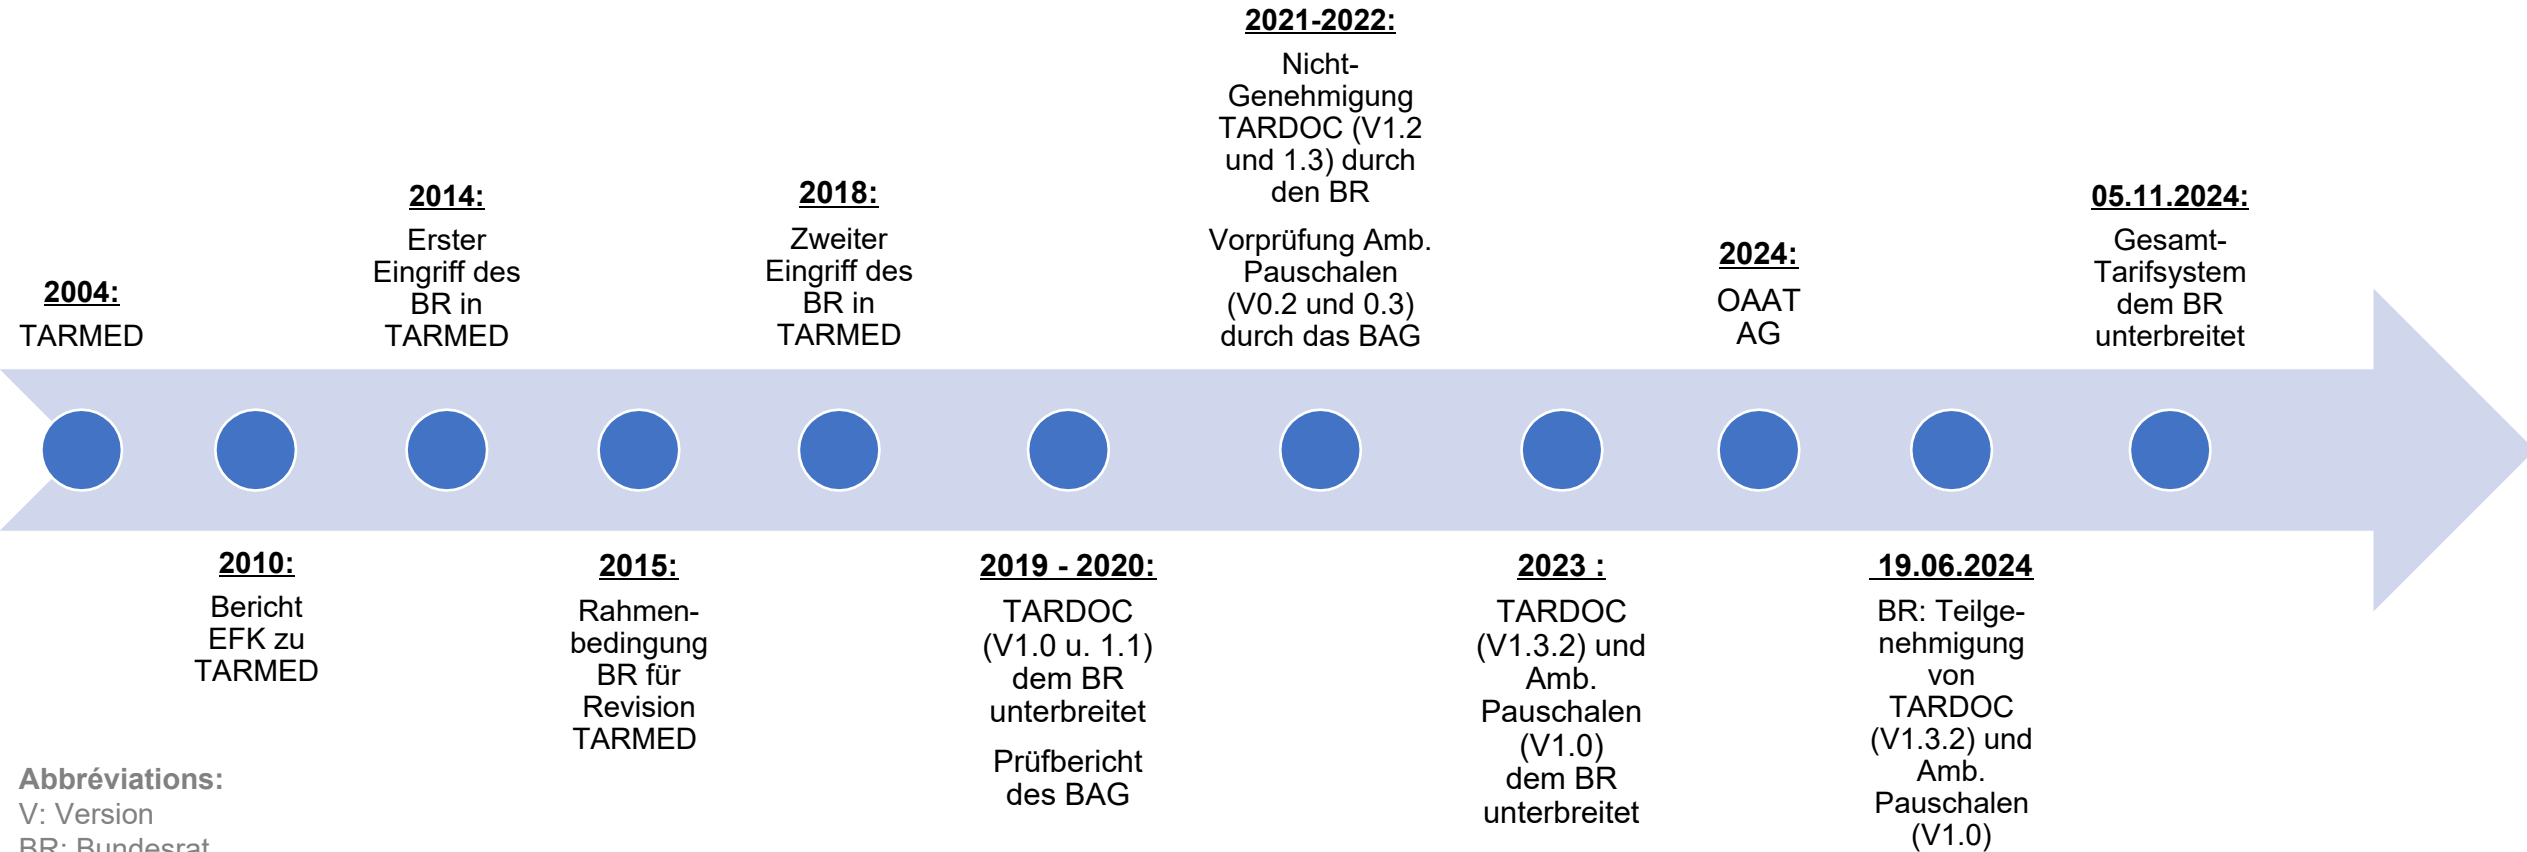 2004:
TARMED
2010:
Bericht
EFK zu
TARMED
2014:
Erster
Eingriff des
BR in
TARMED
2015:
Rahmen-
bedingung
BR für
Revision
TARMED
2018:
Zweiter
Eingriff des
BR in
TARMED
2019 - 2020:
TARDOC
(V1.0 u. 1.1)
dem BR
unterbreitet
Prüfbericht
des BAG
2021-2022:
Nicht-
Genehmigung
TARDOC (V1.2
und 1.3) durch
den BR
Vorprüfung Amb.
Pauschalen
(V0.2 und 0.3)
durch das BAG
2023 :
TARDOC
(V1.3.2) und
Amb.
Pauschalen
(V1.0)
dem BR
unterbreitet
2024:
OAAT
AG
19.06.2024
BR: Teilge-
nehmigung
von
TARDOC
(V1.3.2) und
Amb.
Pauschalen
(V1.0)
05.11.2024:
Gesamt-
Tarifsystem
dem BR
unterbreitet
Abbréviations:
V: Version
BR: Bundesrat